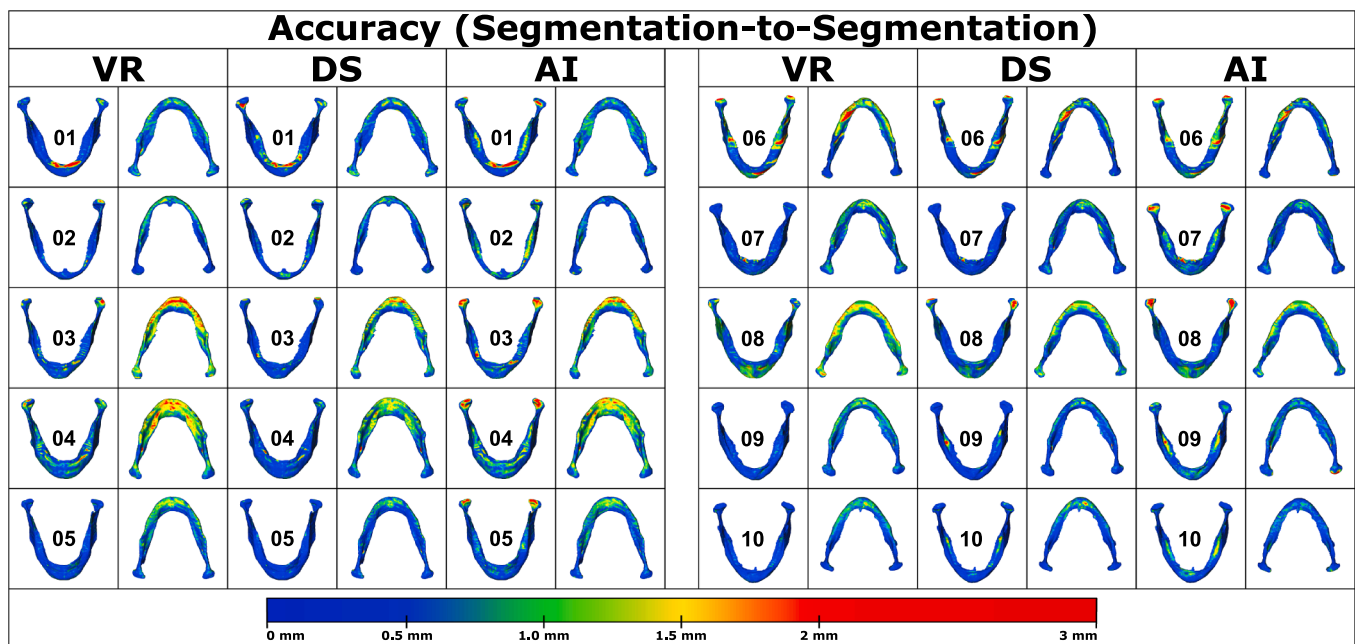 Accuracy (Segmentation-to-Segmentation)
VR DS AI VR DS AI
01 01 01 06 06 06
02 02 02 07 07 07
03 03 03 08 08 08
04 04 04 09 09 09
05 05 05 10 10 10
0 mm 0.5 mm 1.0 mm 1.5 mm 2 mm 3 mm